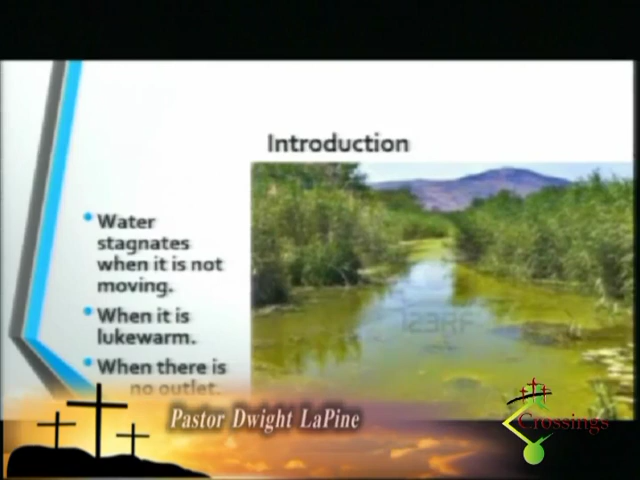 Introduction
Water
stagnates
when it is not
moving.
When it is
lukewarm.
When there is
no outlet.
123RF
Pastor Dwight LaPine
Crossings